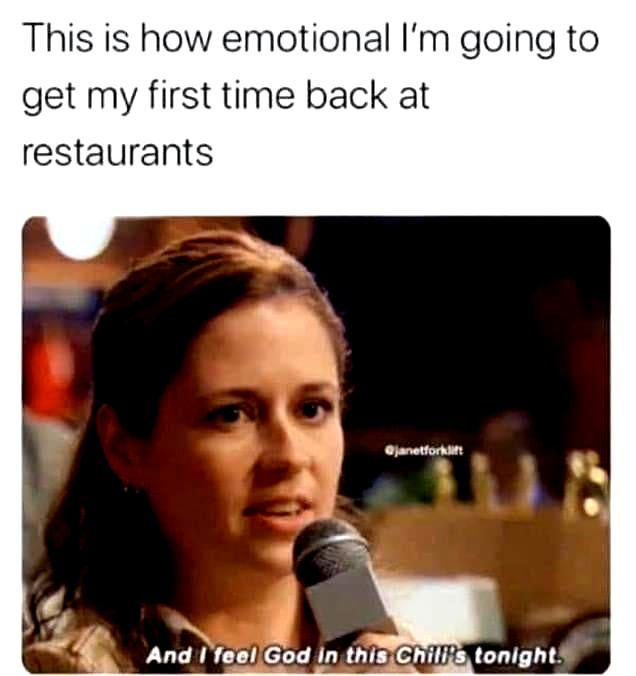 This is how emotional I'm going to
get my first time back at
restaurants
@janetforklift
And I feel God in this Chili's tonight.